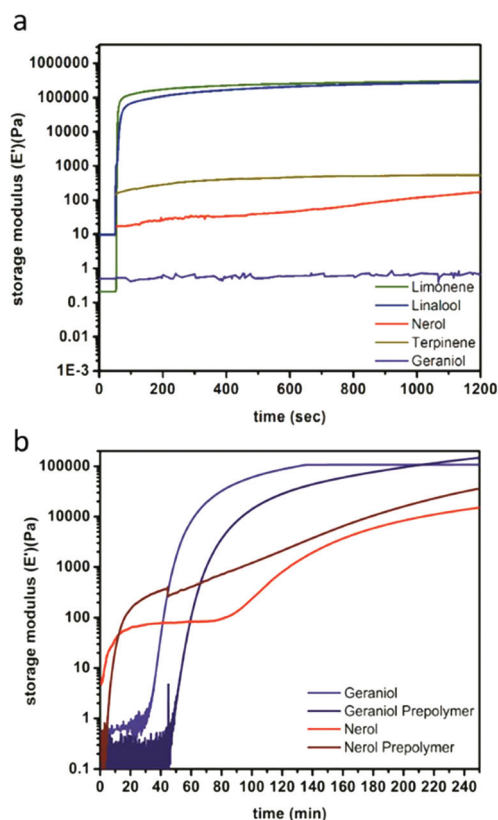 a
storage modulus (E')(Pa)
1000000
100000
10000
1000
100
10
1
0.1
0.01
1E-3
0 200 400 600 800 1000 1200
time (sec)
Limonene
Linalool
Nerol
Terpinene
Geraniol
b
storage modulus (E')(Pa)
100000
10000
1000
100
10
1
0.1
0 20 40 60 80 100 120 140 160 180 200 220 240
time (min)
Geraniol
Geraniol Prepolymer
Nerol
Nerol Prepolymer